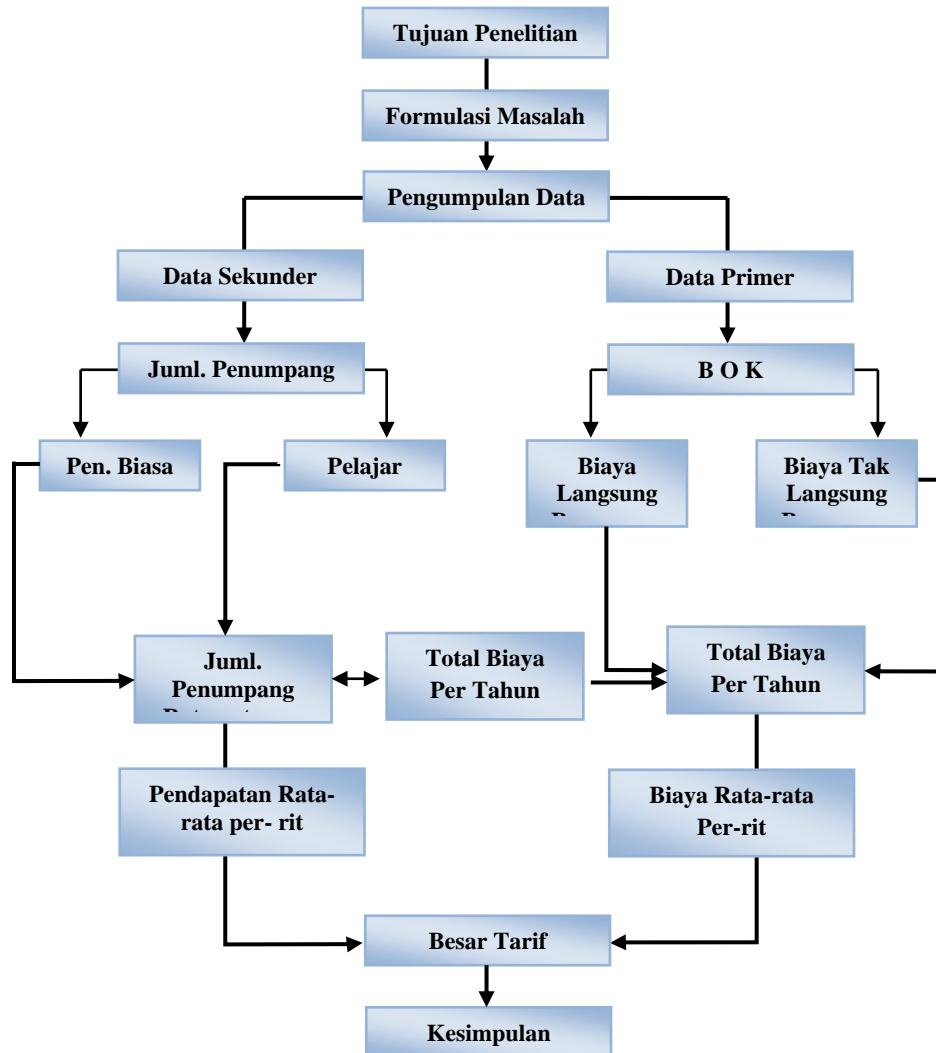 Tujuan Penelitian
Formulasi Masalah
Pengumpulan Data
Data Sekunder
Data Primer
Juml. Penumpang
B O K
Pen. Biasa
Pelajar
Biaya
Langsung
Biaya Tak
Langsung
Juml.
Penumpang
Total Biaya
Per Tahun
Total Biaya
Per Tahun
Pendapatan Rata-
rata per- rit
Biaya Rata-rata
Per-rit
Besar Tarif
Kesimpulan